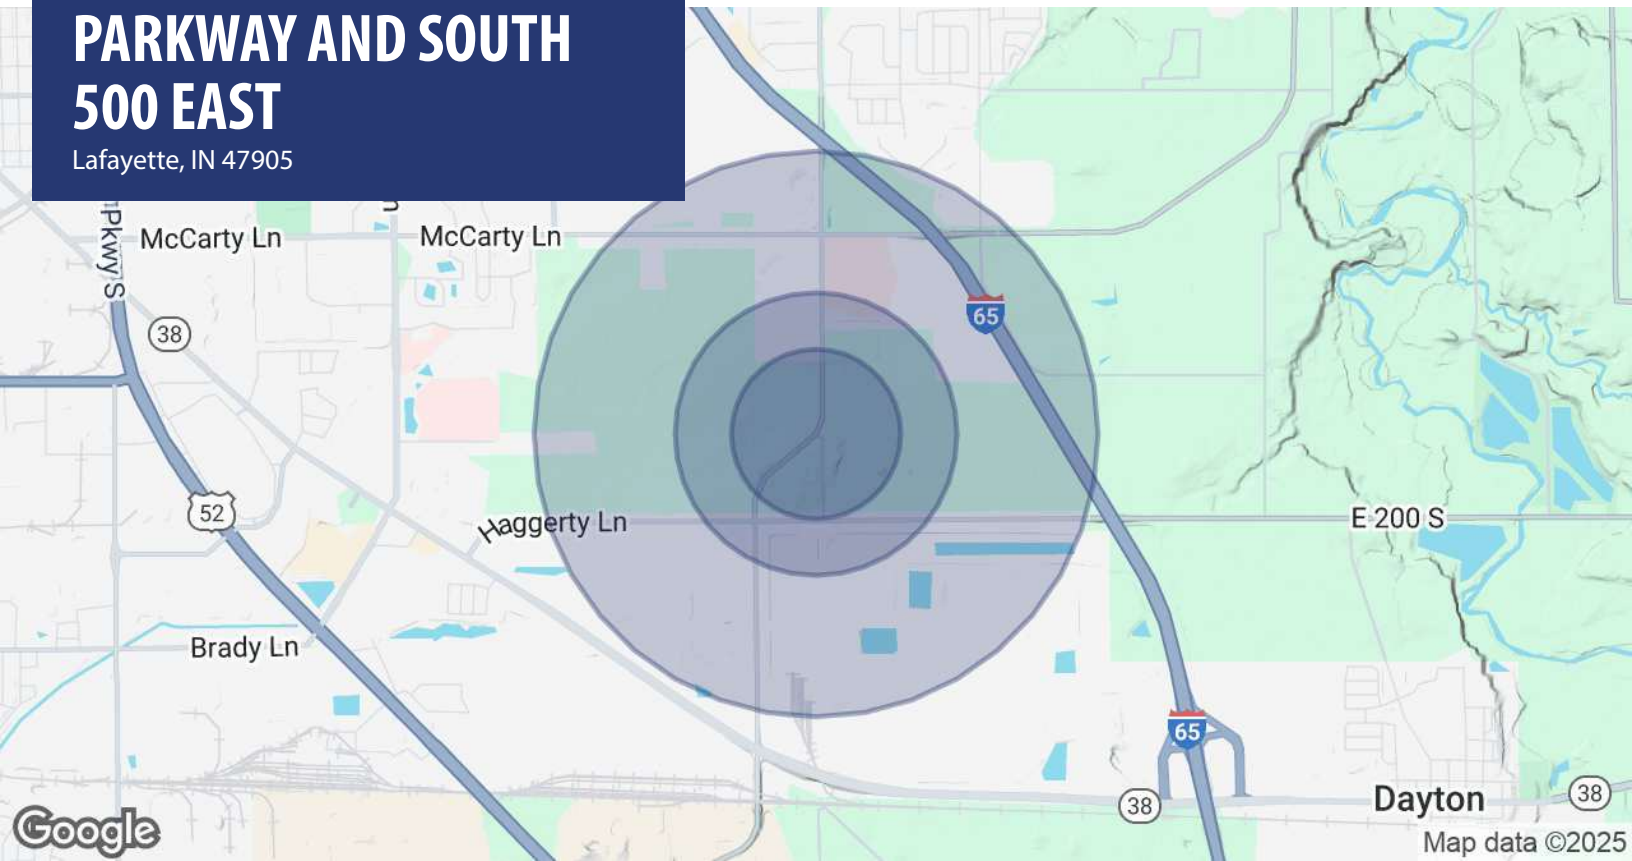 PARKWAY AND SOUTH
500 EAST
Lafayette, IN 47905
Pkwy S
McCarty Ln
McCarty Ln
65
38
52
Haggerty Ln
E 200 S
Brady Ln
65
38
Dayton
38
Google
Map data ©2025